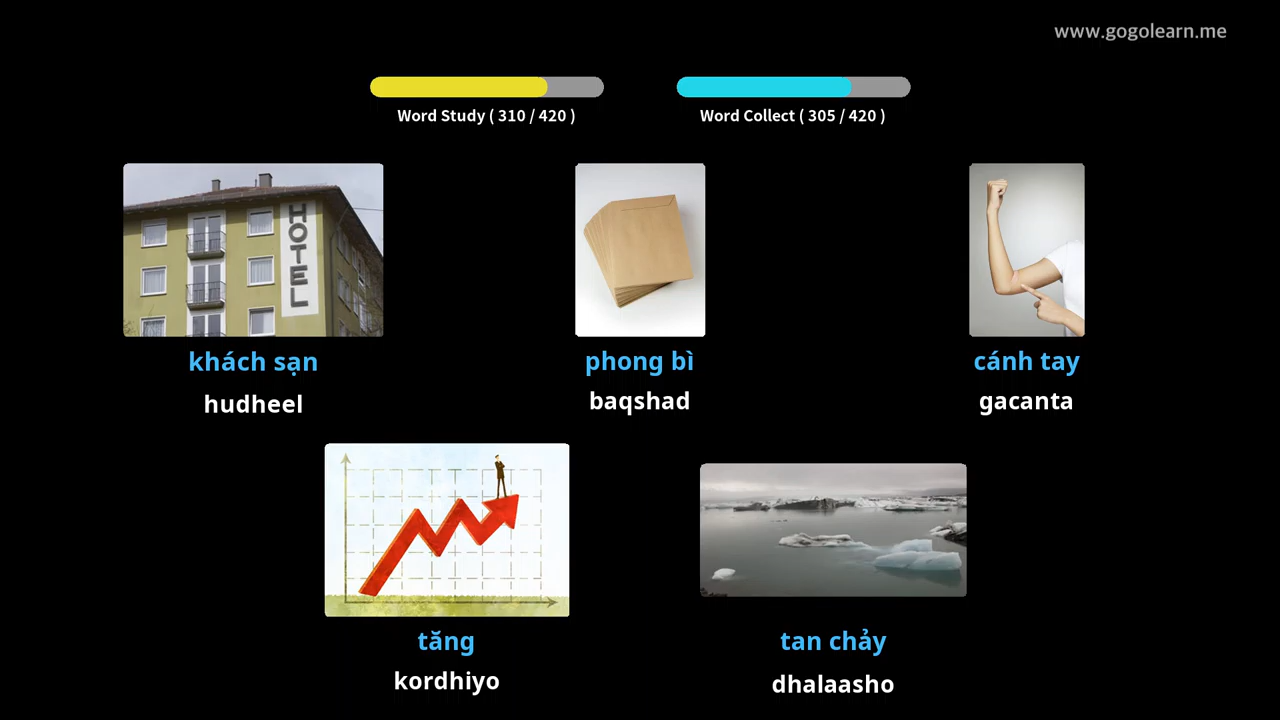 www.gogolearn.me
Word Study ( 310 / 420 )
Word Collect ( 305 / 420 )
HOTEL
khách sạn
phong bì
cánh tay
hudheel
baqshad
gacanta
tăng
tan chảy
kordhiyo
dhalaasho